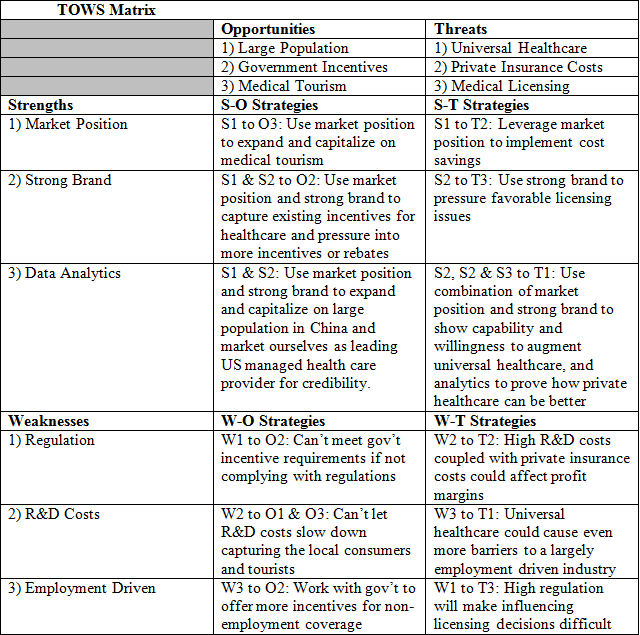 TOWS Matrix
Opportunities
Threats
1) Large Population
1) Universal Healthcare
2) Government Incentives
2) Private Insurance Costs
3) Medical Tourism
3) Medical Licensing
Strengths
S-O Strategies
S-T Strategies
1) Market Position
S1 to O3: Use market position
to expand and capitalize on
medical tourism
S1 to T2: Leverage market
position to implement cost
savings
2) Strong Brand
S1 & S2 to O2: Use market
position and strong brand to
capture existing incentives for
healthcare and pressure into
more incentives or rebates
S2 to T3: Use strong brand to
pressure favorable licensing
issues
3) Data Analytics
S1 & S2: Use market position
and strong brand to expand
and capitalize on large
population in China and
market ourselves as leading
US managed health care
provider for credibility.
S2, S2 & S3 to T1: Use
combination of market
position and strong brand to
show capability and
willingness to augment
universal healthcare, and
analytics to prove how private
healthcare can be better
Weaknesses
W-O Strategies
W-T Strategies
1) Regulation
W1 to O2: Can’t meet gov’t
incentive requirements if not
complying with regulations
W2 to T2: High R&D costs
coupled with private insurance
costs could affect profit
margins
2) R&D Costs
W2 to O1 & O3: Can’t let
R&D costs slow down
capturing the local consumers
and tourists
W3 to T1: Universal
healthcare could cause even
more barriers to a largely
employment driven industry
3) Employment Driven
W3 to O2: Work with gov’t to
offer more incentives for non-
employment coverage
W1 to T3: High regulation
will make influencing
licensing decisions difficult